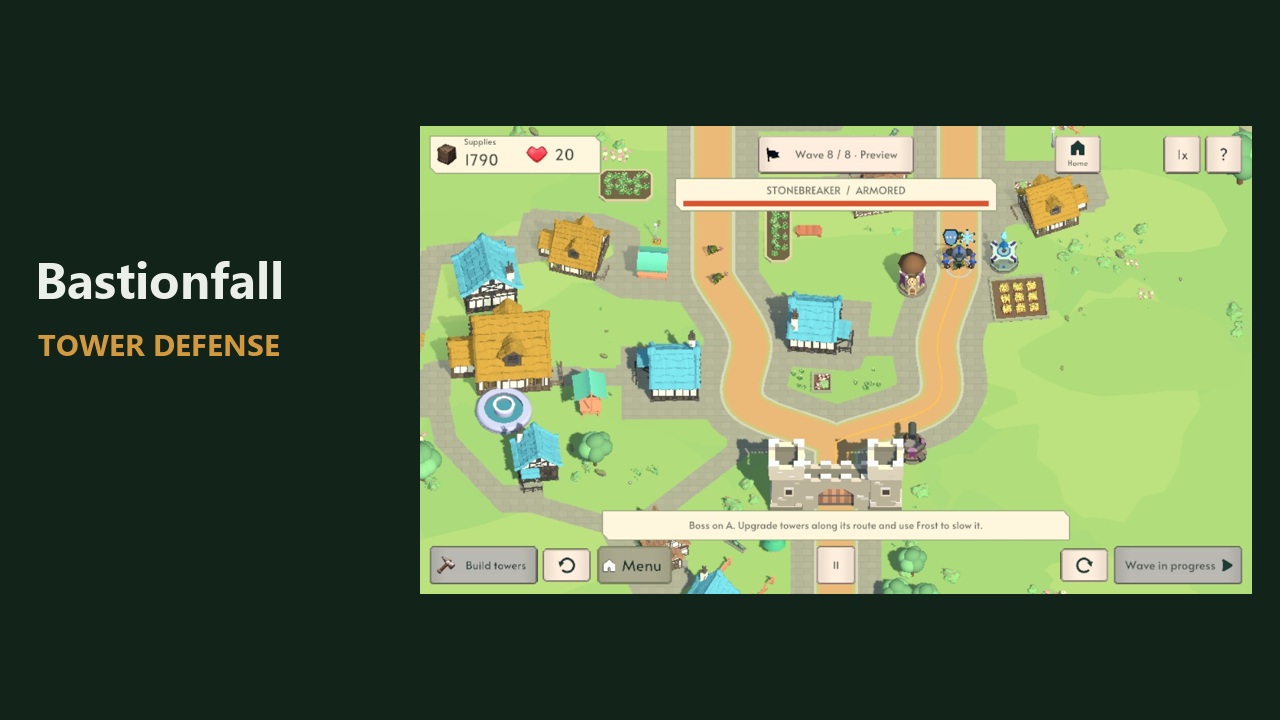 Bastionfall
TOWER DEFENSE
Supplies
1790
20
Wave 8 / 8 · Preview
Home
1x
?
STONEBREAKER / ARMORED
Boss on A. Upgrade towers along its route and use Frost to slow it.
Build towers
Menu
Wave in progress